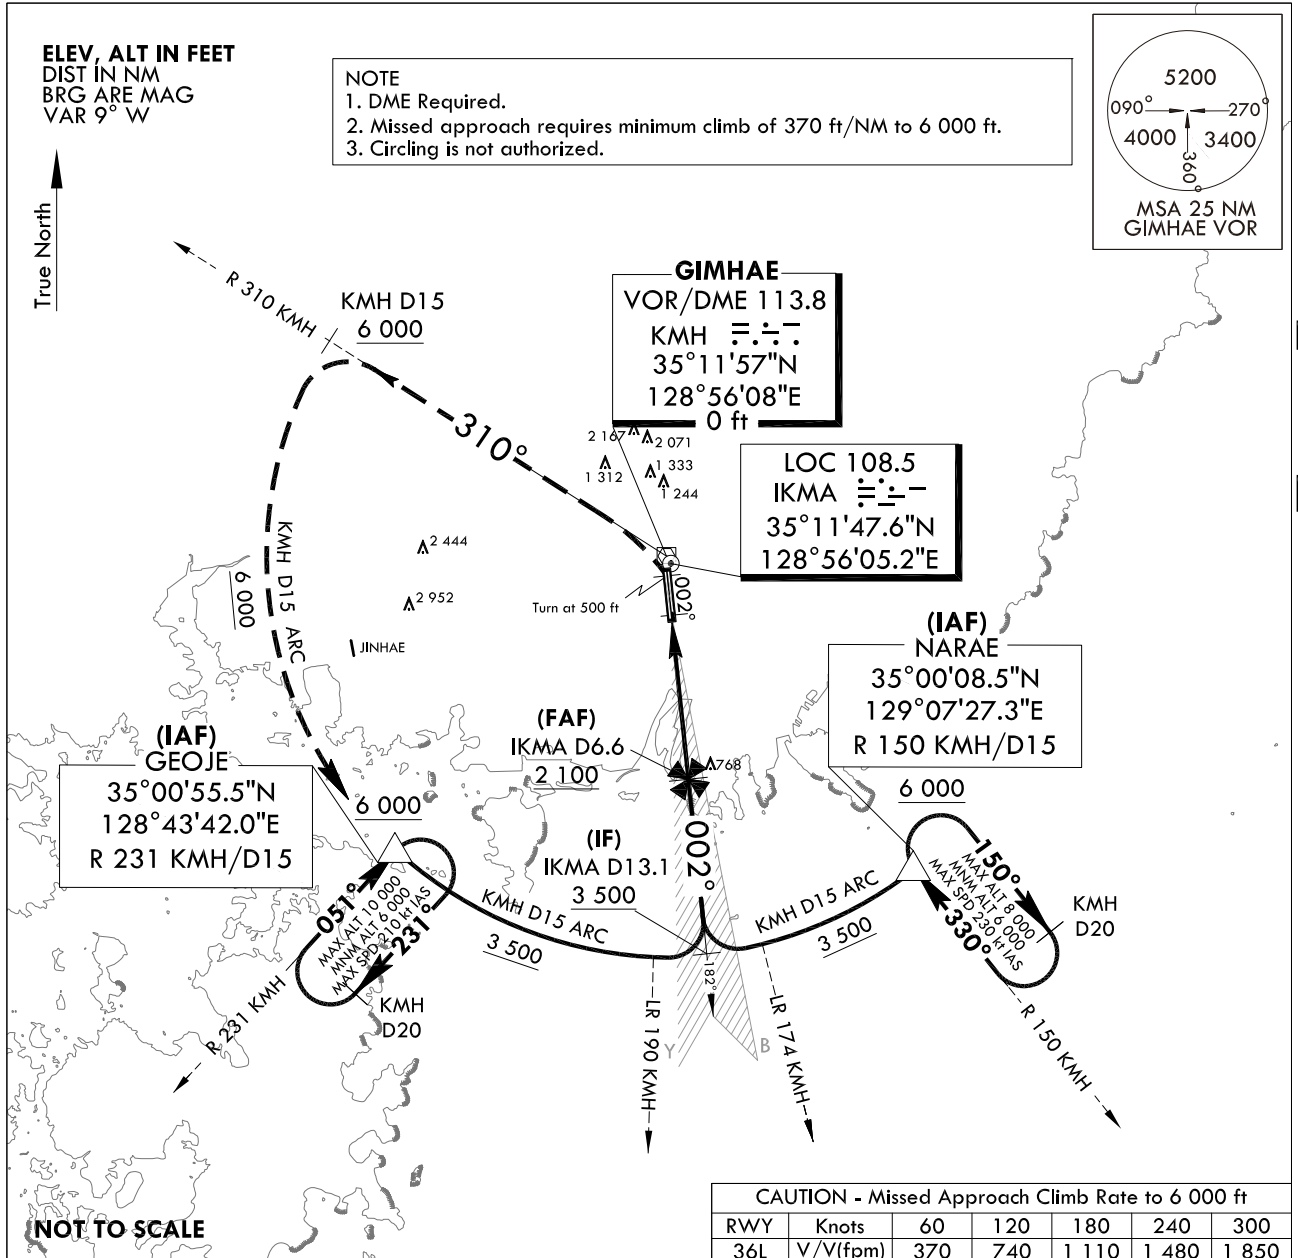 ELEV, ALT IN FEET
DIST IN NM
BRG ARE MAG
VAR 9° W
True North
NOTE
1. DME Required.
2. Missed approach requires minimum climb of 370 ft/NM to 6 000 ft.
3. Circling is not authorized.
5200
090°
270°
4000
3400
360°
MSA 25 NM
GIMHAE VOR
R 310 KMH
KMH D15
6 000
GIMHAE
VOR/DME 113.8
KMH
35°11'57"N
128°56'08"E
0 ft
310°
2 167
2 071
1 312
1 333
1 244
LOC 108.5
IKMA
35°11'47.6"N
128°56'05.2"E
KMH D15 ARC
6 000
2 444
2 952
Turn at 500 ft
002°
JINHAE
(IAF)
NARAE
35°00'08.5"N
129°07'27.3"E
R 150 KMH/D15
6 000
(FAF)
IKMA D6.6
2 100
768
(IAF)
GEOJE
35°00'55.5"N
128°43'42.0"E
R 231 KMH/D15
6 000
(IF)
IKMA D13.1
3 500
002°
051°
MAX ALT 10 000
MNM ALT 6 000
MAX SPD 210 kt IAS
231°
KMH
D20
R 231 KMH
KMH D15 ARC
3 500
KMH D15 ARC
3 500
150°
MAX ALT 8 000
MNM ALT 6 000
MAX SPD 230 kt IAS
330°
KMH
D20
R 150 KMH
182°
LR 190 KMH
LR 174 KMH
Y
B
NOT TO SCALE
CAUTION - Missed Approach Climb Rate to 6 000 ft
RWY Knots 60 120 180 240 300
36L V/V(fpm) 370 740 1 110 1 480 1 850